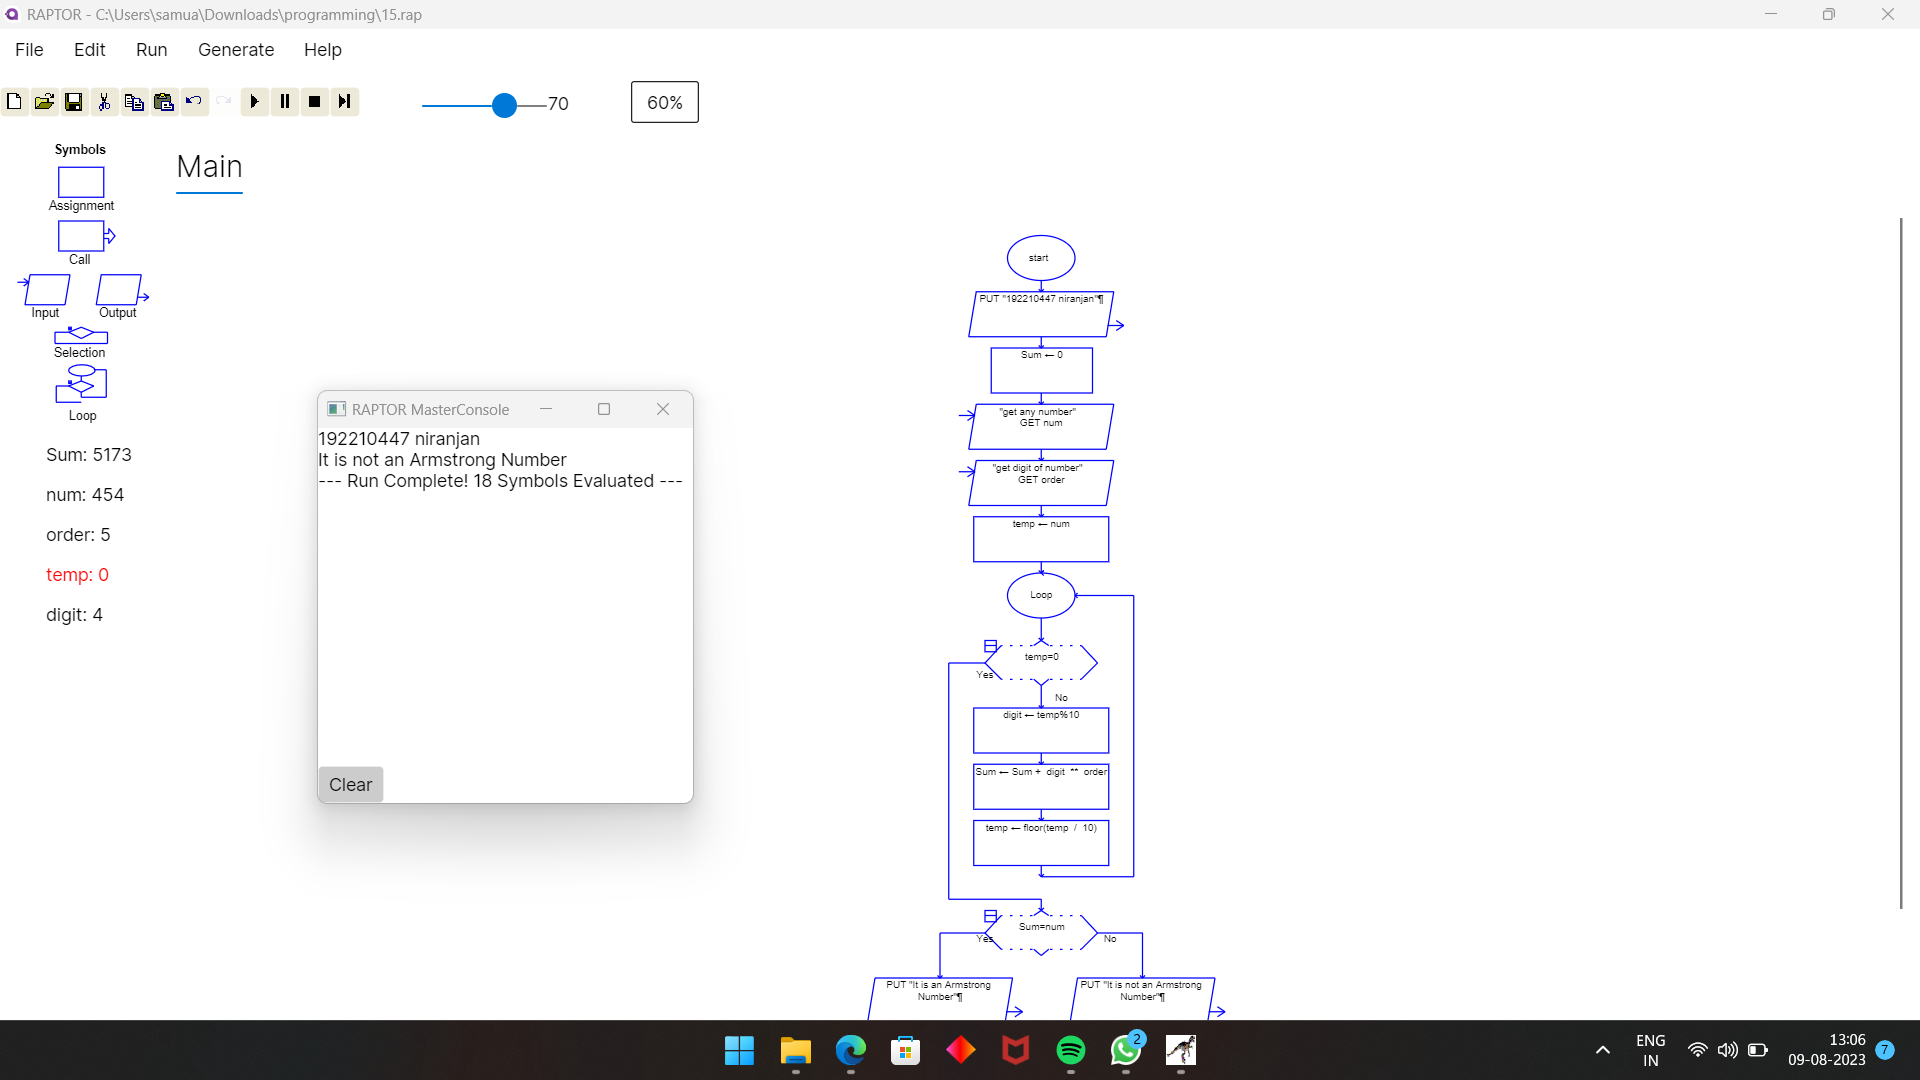 RAPTOR - C:\Users\samua\Downloads\programming\15.rap
File Edit Run Generate Help
70
60%
Symbols
Assignment
Call
Input Output
Selection
Loop
Sum: 5173
num: 454
order: 5
temp: 0
digit: 4
Main
RAPTOR MasterConsole
192210447 niranjan
It is not an Armstrong Number
--- Run Complete! 18 Symbols Evaluated ---
Clear
start
PUT "192210447 niranjan"¶
Sum ← 0
"get any number"
GET num
"get digit of number"
GET order
temp ← num
Loop
temp=0
Yes
No
digit ← temp%10
Sum ← Sum + digit ** order
temp ← floor(temp / 10)
Sum=num
Yes
No
PUT "It is an Armstrong
Number"¶
PUT "It is not an Armstrong
Number"¶
2
ENG
IN
13:06
09-08-2023
7